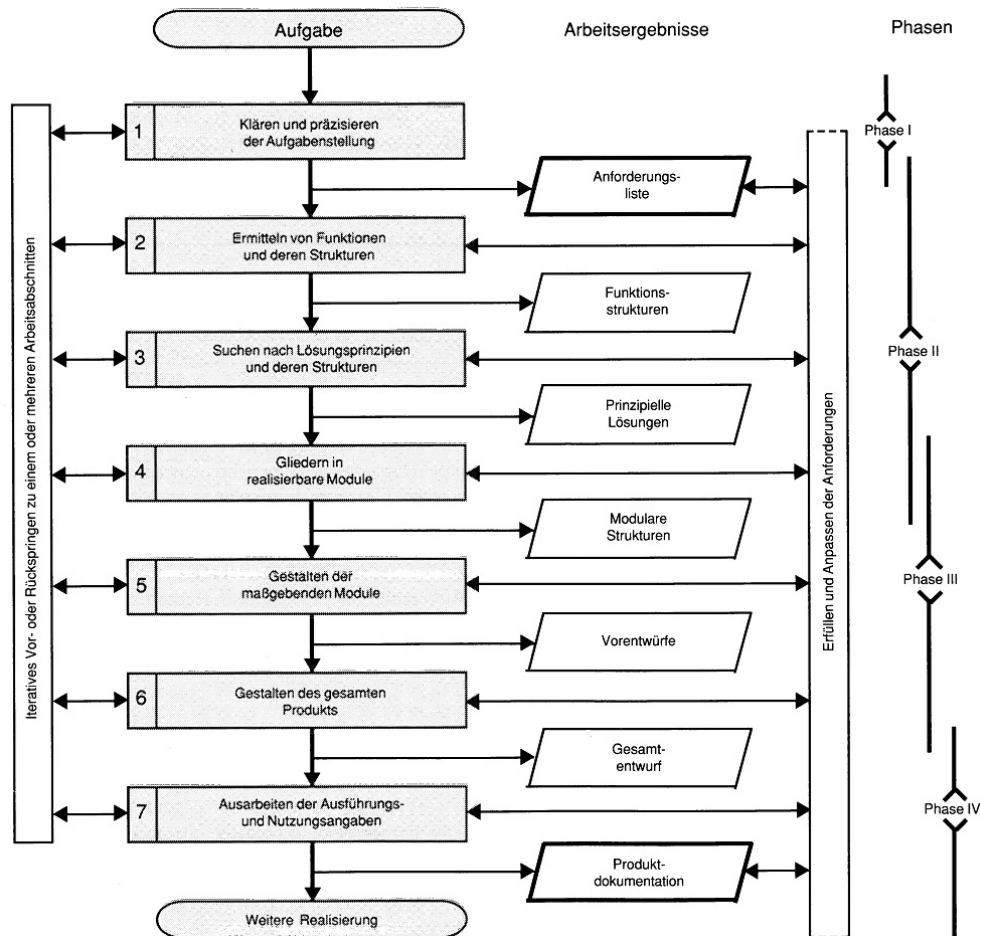 Aufgabe
Arbeitsergebnisse
Phasen
1
Klären und präzisieren
der Aufgabenstellung
Phase I
Anforderungs-
liste
2
Ermitteln von Funktionen
und deren Strukturen
Funktions-
strukturen
3
Suchen nach Lösungsprinzipien
und deren Strukturen
Phase II
Prinzipielle
Lösungen
4
Gliedern in
realisierbare Module
Modulare
Strukturen
5
Gestalten der
maßgebenden Module
Phase III
Vorentwürfe
6
Gestalten des gesamten
Produkts
Gesamt-
entwurf
7
Ausarbeiten der Ausführungs-
und Nutzungsangaben
Phase IV
Produkt-
dokumentation
Weitere Realisierung
Iteratives Vor- oder Rückspringen zu einem oder mehreren Arbeitsabschnitten
Erfüllen und Anpassen der Anforderungen